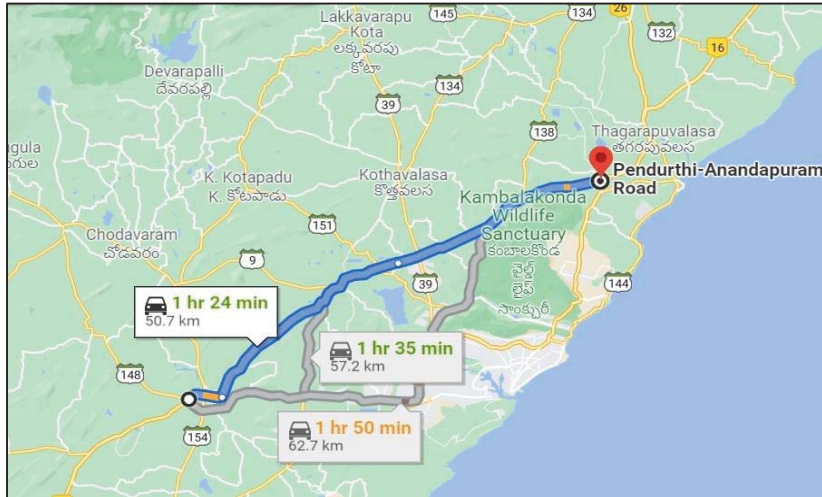 Lakkavarapu
Kota
లక్కవరపు
కోటా
145
134
26
132
16
Devarapalli
దేవరపల్లి
39
134
138
Thagarapuvalasa
తగరపువలస
Pendurthi-Anandapuram
Road
ugula
గుల
K. Kotapadu
K. కోటపాడు
Kothavalasa
కొత్తవలస
Kambalakonda
Wildlife
Sanctuary
కంబాలకొండ
వైల్డ్
లైఫ్
సాంక్చురీ
Chodavaram
చోడవరం
151
9
39
144
1 hr 24 min
50.7 km
1 hr 35 min
57.2 km
148
154
1 hr 50 min
62.7 km